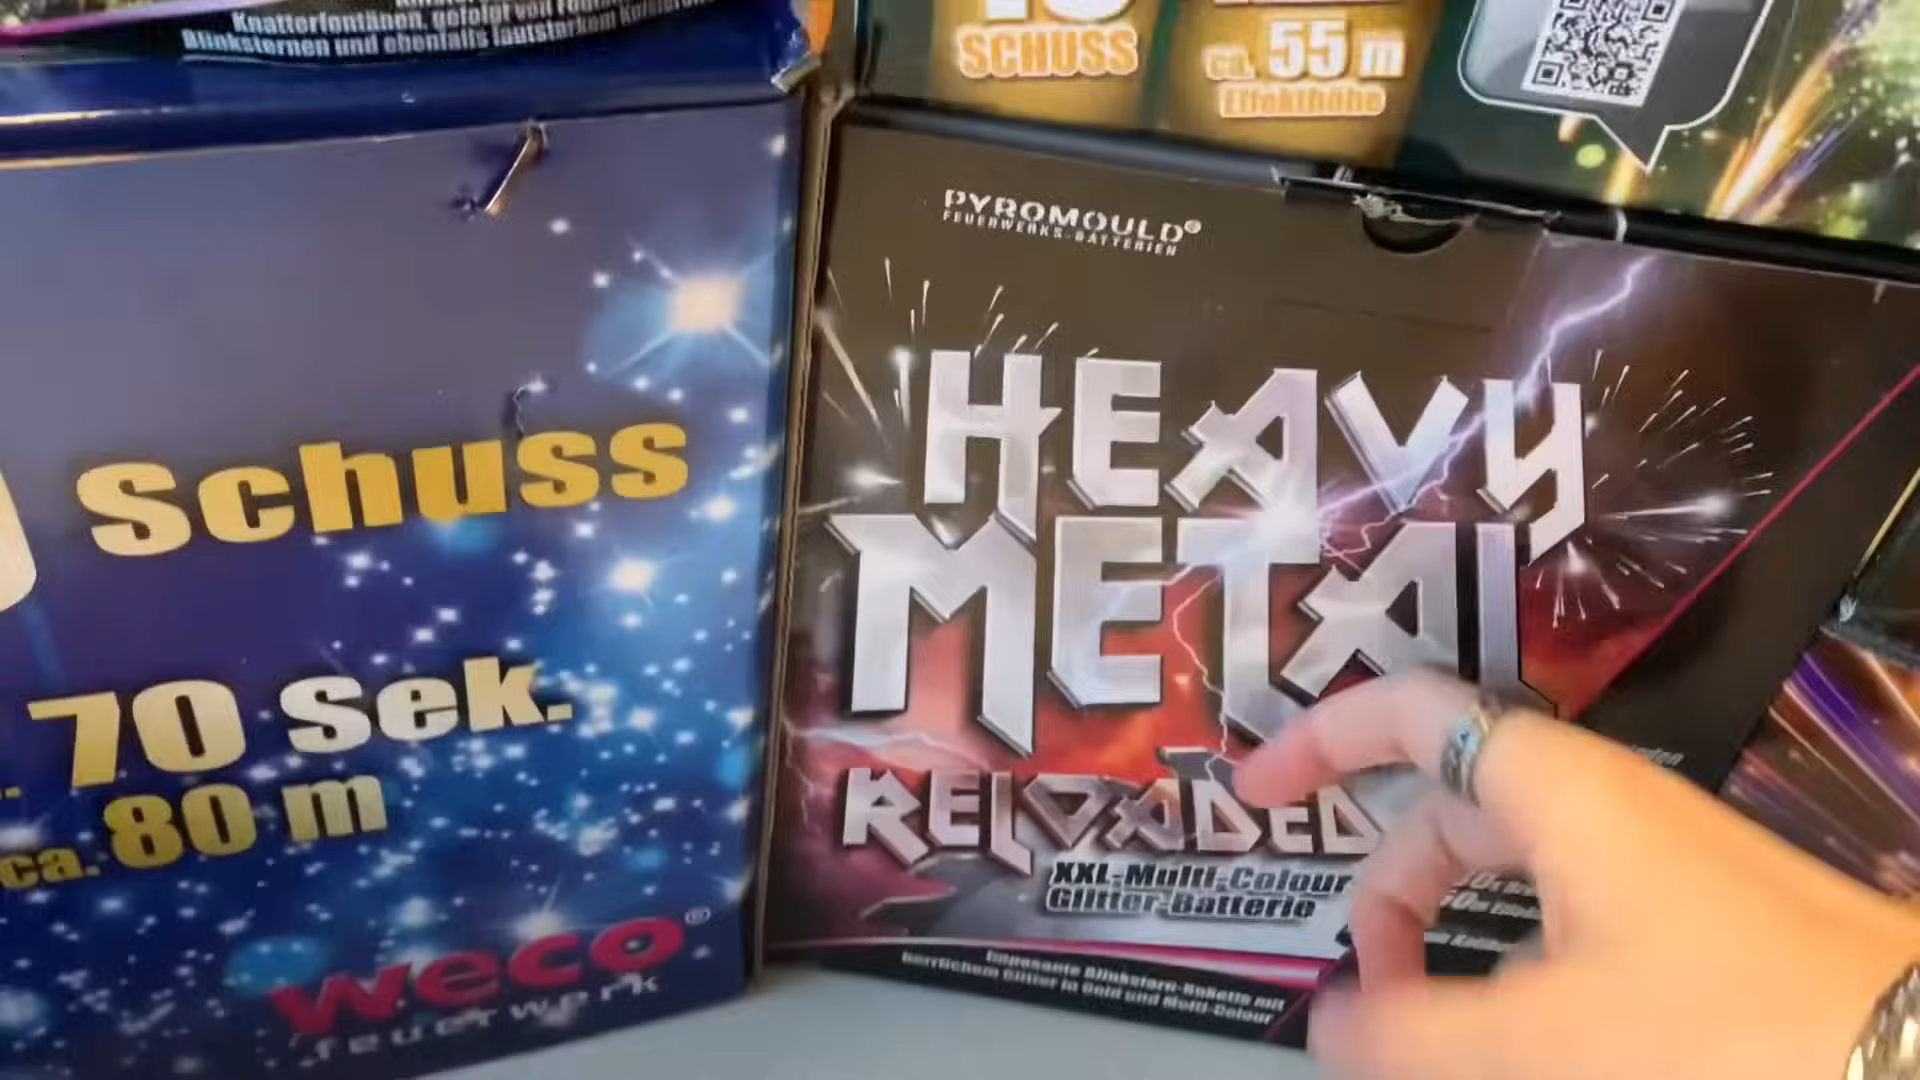 Knatterfontänen, gefolgt von
Blinksternen und ebenfalls lautstarkem
Schuss
70 Sek.
ca. 80 m
weco®
feuerwerk
SCHUSS
ca. 55 m
Effekthöhe
PYROMOULD®
FEUERWERKS-BATTERIEN
HEAVY
METAL
RELOADED
XXL-Multi-Colour
Glitter-Batterie
Imposante Blinkstern-Bukette mit
herrlichem Glitter in Gold und Multi-Colour